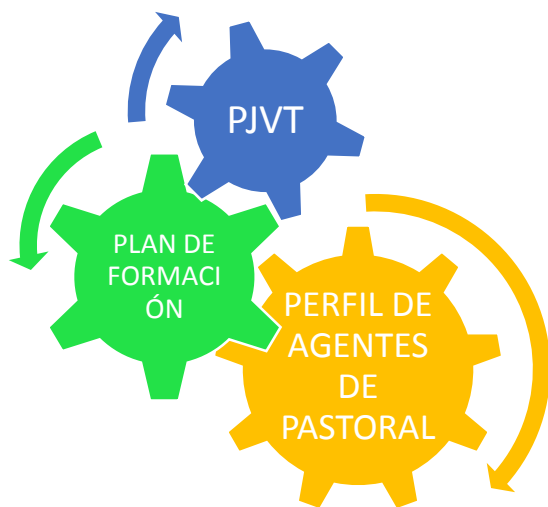 PJVT
PLAN DE
FORMACI
ÓN
PERFIL DE
AGENTES
DE
PASTORAL